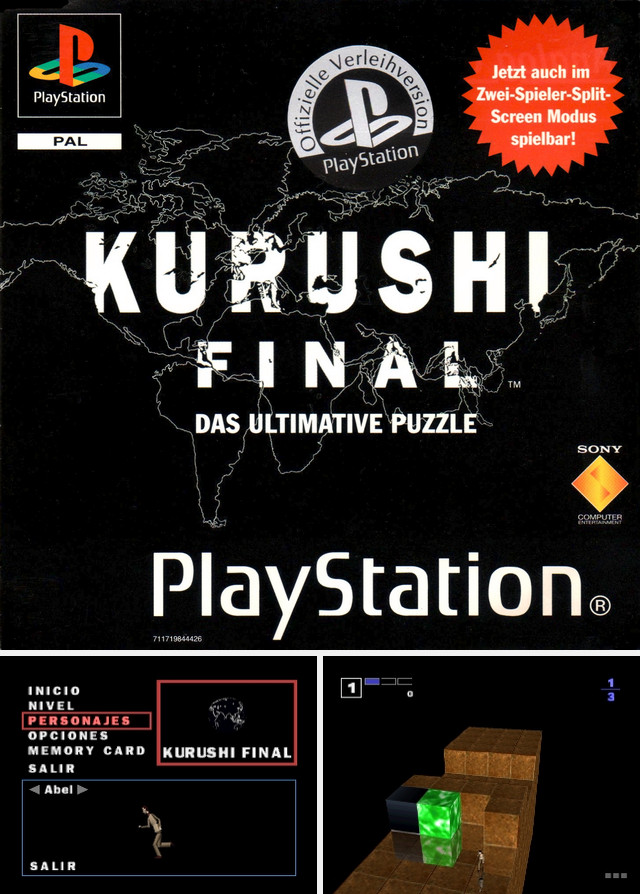 PlayStation
PAL
Offizielle Verleihversion
PlayStation
Jetzt auch im
Zwei-Spieler-Split-
Screen Modus
spielbar!
KURUSHI
FINAL
™
DAS ULTIMATIVE PUZZLE
SONY
COMPUTER
ENTERTAINMENT
PlayStation®
711719844426
INICIO
NIVEL
PERSONAJES
OPCIONES
MEMORY CARD
SALIR
KURUSHI FINAL
◀ Abel ▶
SALIR
1
0
1
3